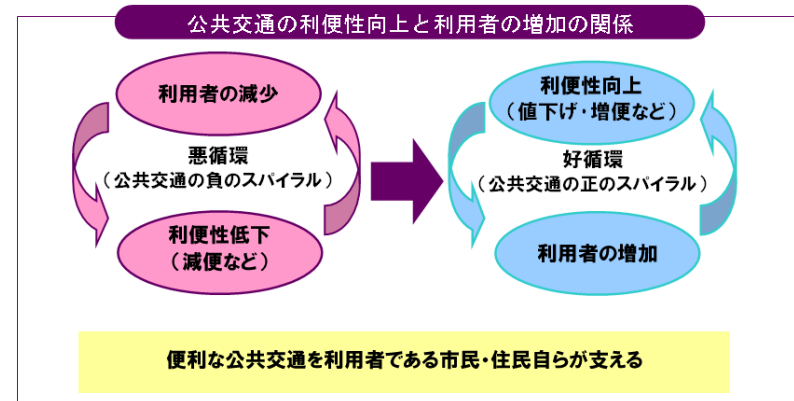 公共交通の利便性向上と利用者の増加の関係
利用者の減少
悪循環
（公共交通の負のスパイラル）
利便性低下
（減便など）
利便性向上
（値下げ・増便など）
好循環
（公共交通の正のスパイラル）
利用者の増加
便利な公共交通を利用者である市民・住民自らが支える